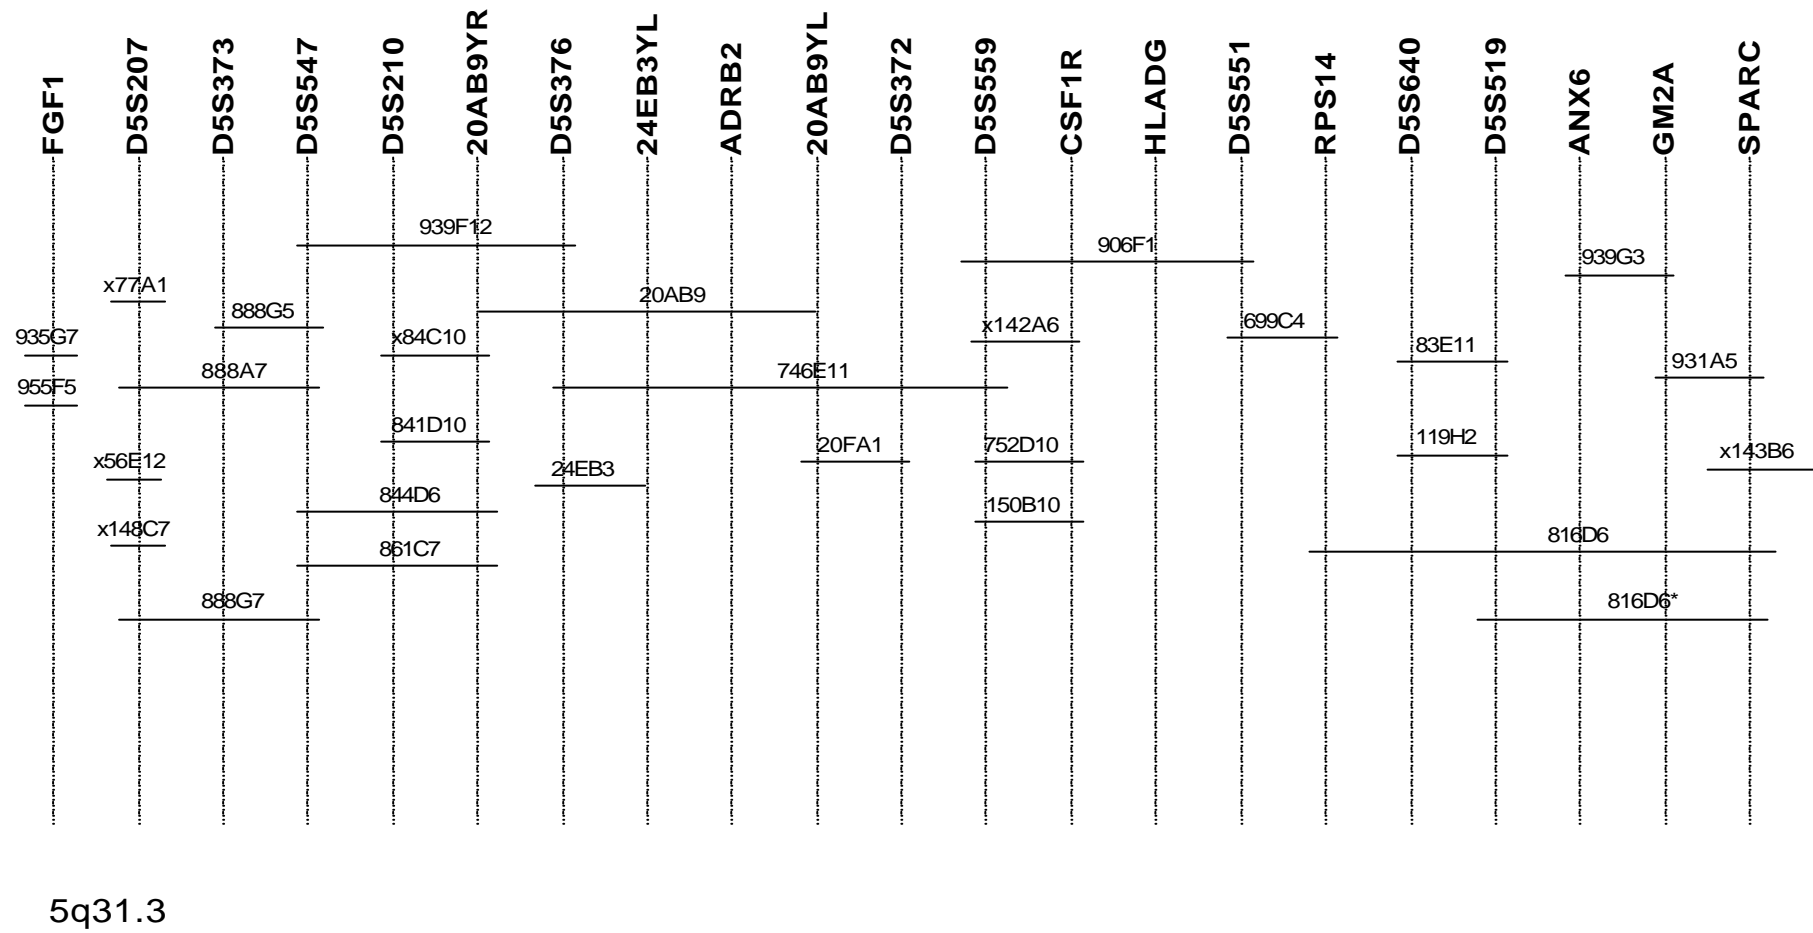 FGF1
D5S207
D5S373
D5S547
D5S210
20AB9YR
D5S376
24EB3YL
ADRB2
20AB9YL
D5S372
D5S559
CSF1R
HLADG
D5S551
RPS14
D5S640
D5S519
ANX6
GM2A
SPARC
939F12
906F1
939G3
x77A1
20AB9
888G5
699C4
x142A6
935G7
x84C10
83E11
931A5
888A7
746E11
955F5
841D10
119H2
20FA1
752D10
x143B6
x56E12
24EB3
844D6
150B10
x148C7
816D6
861C7
888G7
816D6*
5q31.3